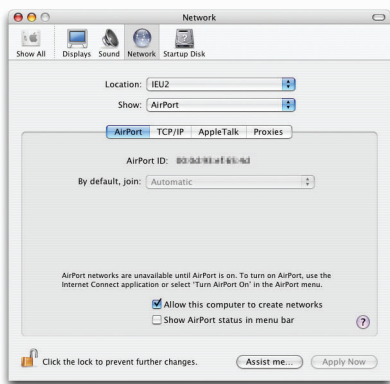 Network
Show All Displays Sound Network Startup Disk
Location: IEU2
Show: AirPort
AirPort TCP/IP AppleTalk Proxies
AirPort ID:
By default, join: Automatic
AirPort networks are unavailable until AirPort is on. To turn on AirPort, use the
Internet Connect application or select 'Turn AirPort On' in the AirPort menu.
Allow this computer to create networks
Show AirPort status in menu bar
?
Click the lock to prevent further changes.
Assist me... Apply Now